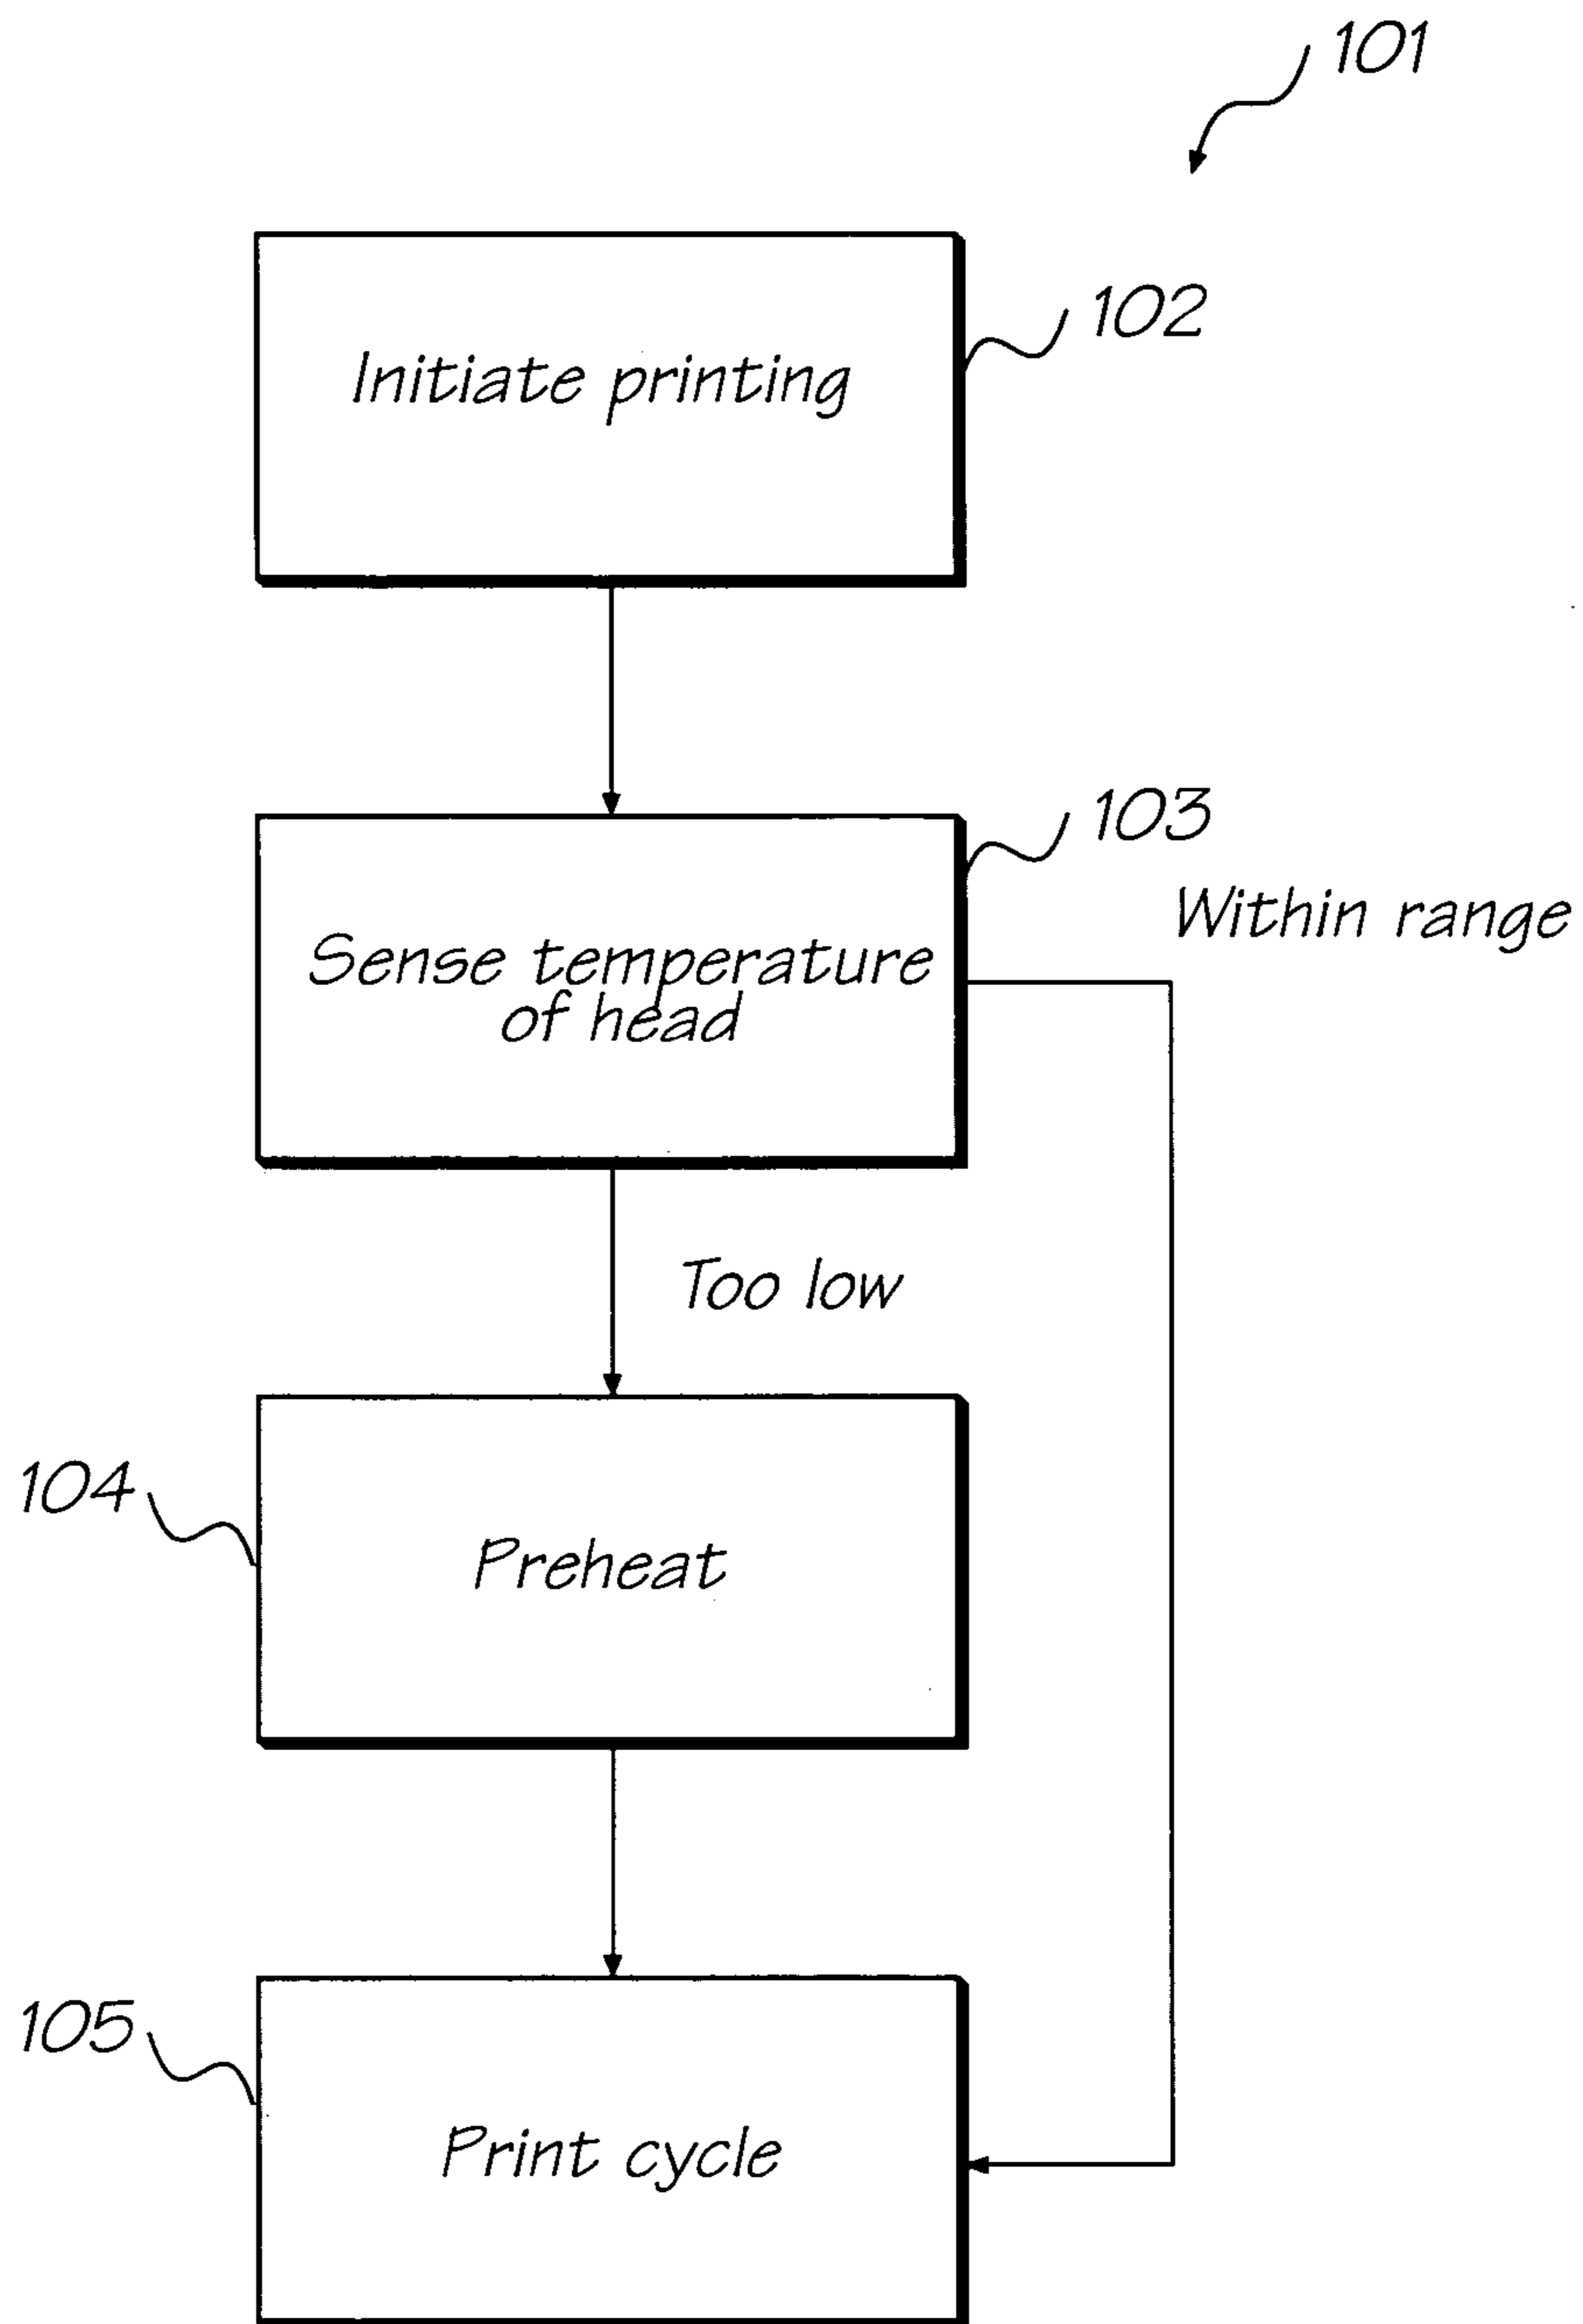 101
Initiate printing
102
103
Within range
Sense temperature
of head
Too low
104
Preheat
105
Print cycle